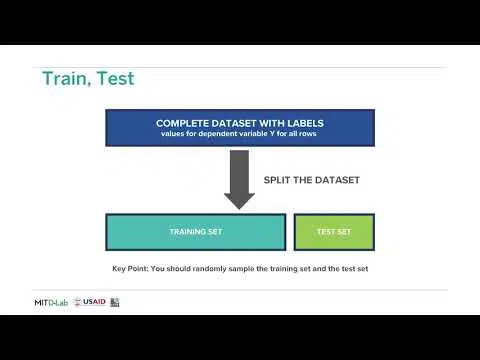 Train, Test
COMPLETE DATASET WITH LABELS
values for dependent variable Y for all rows
SPLIT THE DATASET
TRAINING SET
TEST SET
Key Point: You should randomly sample the training set and the test set
MIT D-Lab
USAID